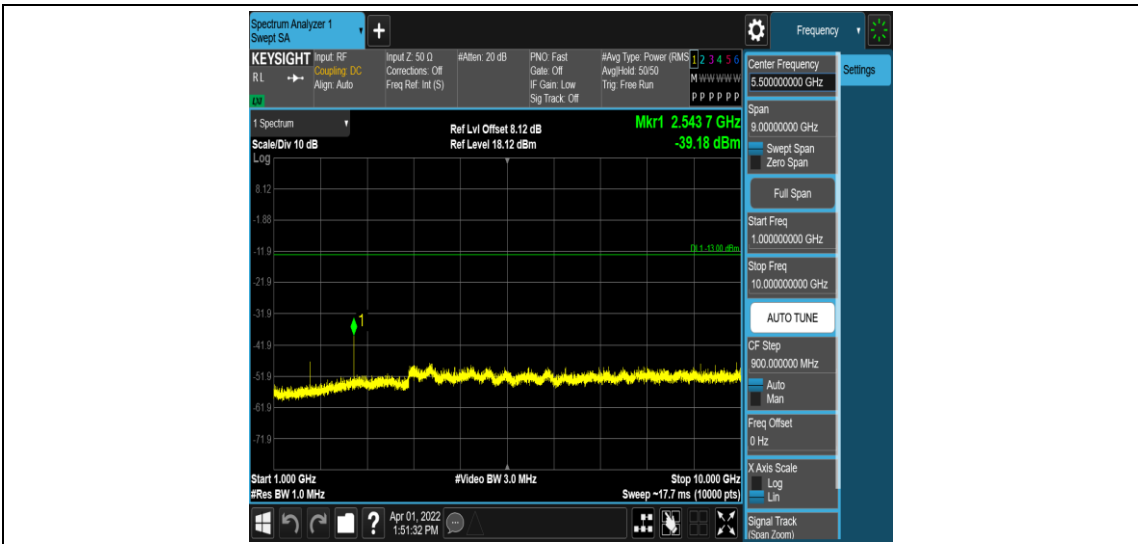 Spectrum Analyzer 1
Swept SA
+
Frequency
KEYSIGHT
RL
LXI
Input: RF
Coupling: DC
Align: Auto
Input Z: 50 Ω
Corrections: Off
Freq Ref: Int (S)
#Atten: 20 dB
PNO: Fast
Gate: Off
IF Gain: Low
Sig Track: Off
#Avg Type: Power (RMS
Avg|Hold: 50/50
Trig: Free Run
1 2 3 4 5 6
M W W W W W
P P P P P P
1 Spectrum
Scale/Div 10 dB
Log
Ref Lvl Offset 8.12 dB
Ref Level 18.12 dBm
Mkr1 2.543 7 GHz
-39.18 dBm
8.12
-1.88
-11.9
DL1 -13.00 dBm
-21.9
-31.9
1
-41.9
-51.9
-61.9
-71.9
Start 1.000 GHz
#Res BW 1.0 MHz
#Video BW 3.0 MHz
Stop 10.000 GHz
Sweep ~17.7 ms (10000 pts)
?
Apr 01, 2022
1:51:32 PM
Center Frequency
5.500000000 GHz
Settings
Span
9.00000000 GHz
Swept Span
Zero Span
Full Span
Start Freq
1.000000000 GHz
Stop Freq
10.000000000 GHz
AUTO TUNE
CF Step
900.000000 MHz
Auto
Man
Freq Offset
0 Hz
X Axis Scale
Log
Lin
Signal Track
(Span Zoom)